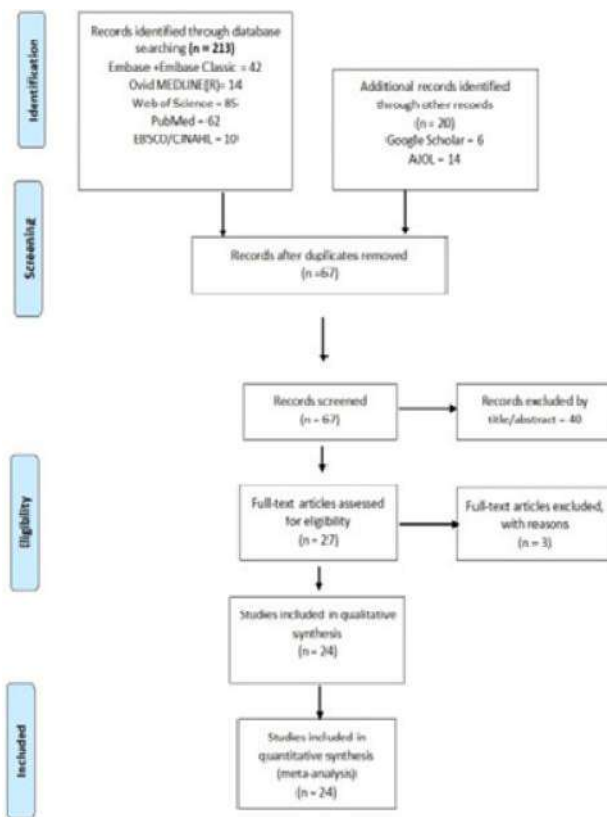 Identification
Records identified through database
searching (n = 213)
Embase +Embase Classic = 42
Ovid MEDLINE(R)= 14
Web of Science = 85
PubMed = 62
EBSCO/CINAHL = 10
Additional records identified
through other records
(n = 20)
Google Scholar = 6
AJOL = 14
Screening
Records after duplicates removed
(n =67)
Records screened
(n = 67)
Records excluded by
title/abstract = 40
Eligibility
Full-text articles assessed
for eligibility
(n = 27)
Full-text articles excluded,
with reasons
(n = 3)
Studies included in qualitative
synthesis
(n = 24)
Included
Studies included in
quantitative synthesis
(meta-analysis)
(n = 24)